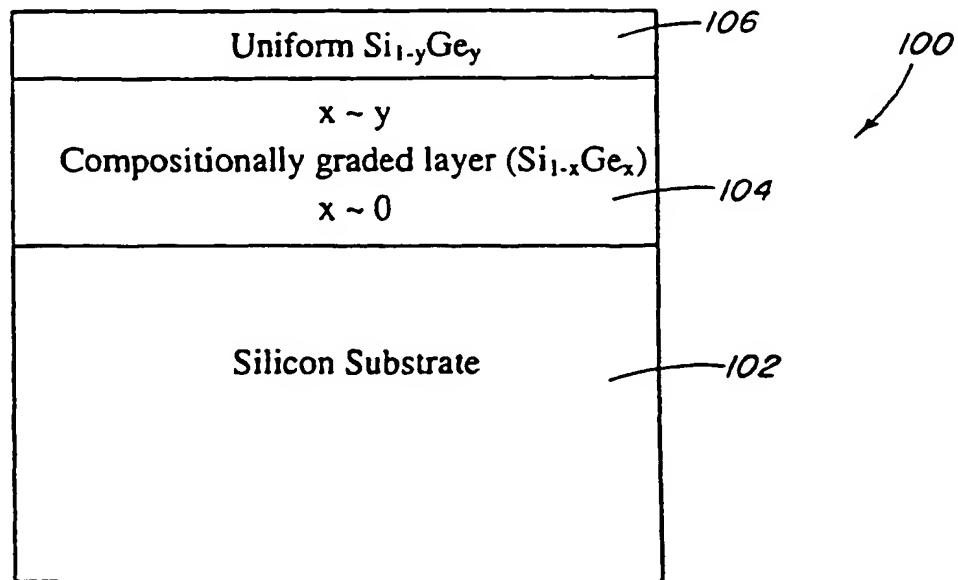 Uniform Si₁₋yGey
106
100
x ~ y
Compositionally graded layer (Si₁₋ₓGeₓ)
104
x ~ 0
Silicon Substrate
102